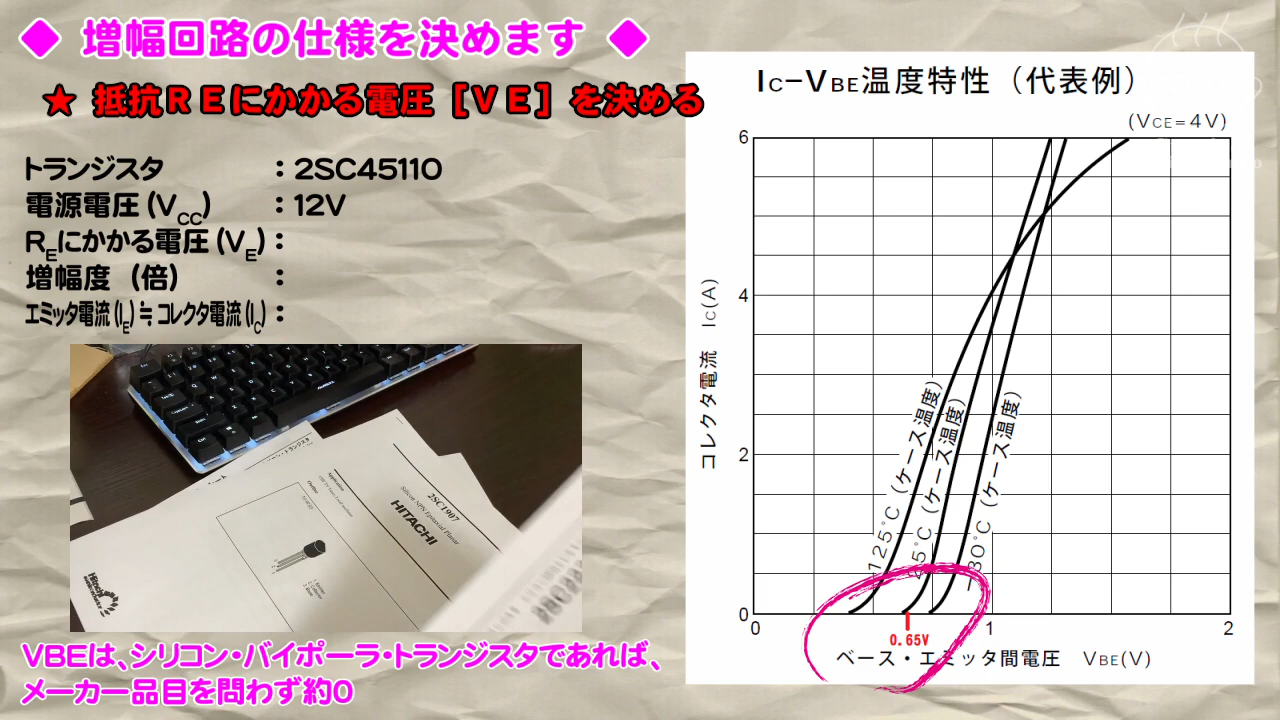 ◆ 増幅回路の仕様を決めます ◆
★ 抵抗REにかかる電圧[VE]を決める
トランジスタ ：2SC45110
電源電圧(VCC) ：12V
REにかかる電圧(VE)：
増幅度 (倍) ：
エミッタ電流(IE)≒コレクタ電流(IC)：
2SC1907
Silicon NPN Epitaxial Planar
HITACHI
Application
Outline
VBEは、シリコン・バイポーラ・トランジスタであれば、
メーカー品目を問わず約0
IC−VBE温度特性（代表例）
(VCE=4V)
6
4
2
0
コレクタ電流 IC(A)
125°C（ケース温度）
5°C（ケース温度）
−30°C（ケース温度）
0
0.65V
1
2
ベース・エミッタ間電圧 VBE(V)